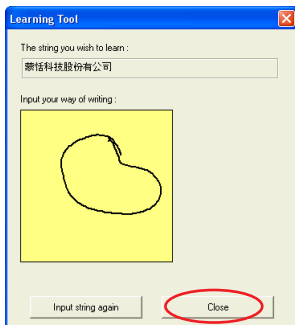 Learning Tool
The string you wish to learn :
蒙恬科技股份有公司
Input your way of writing :
Input string again
Close